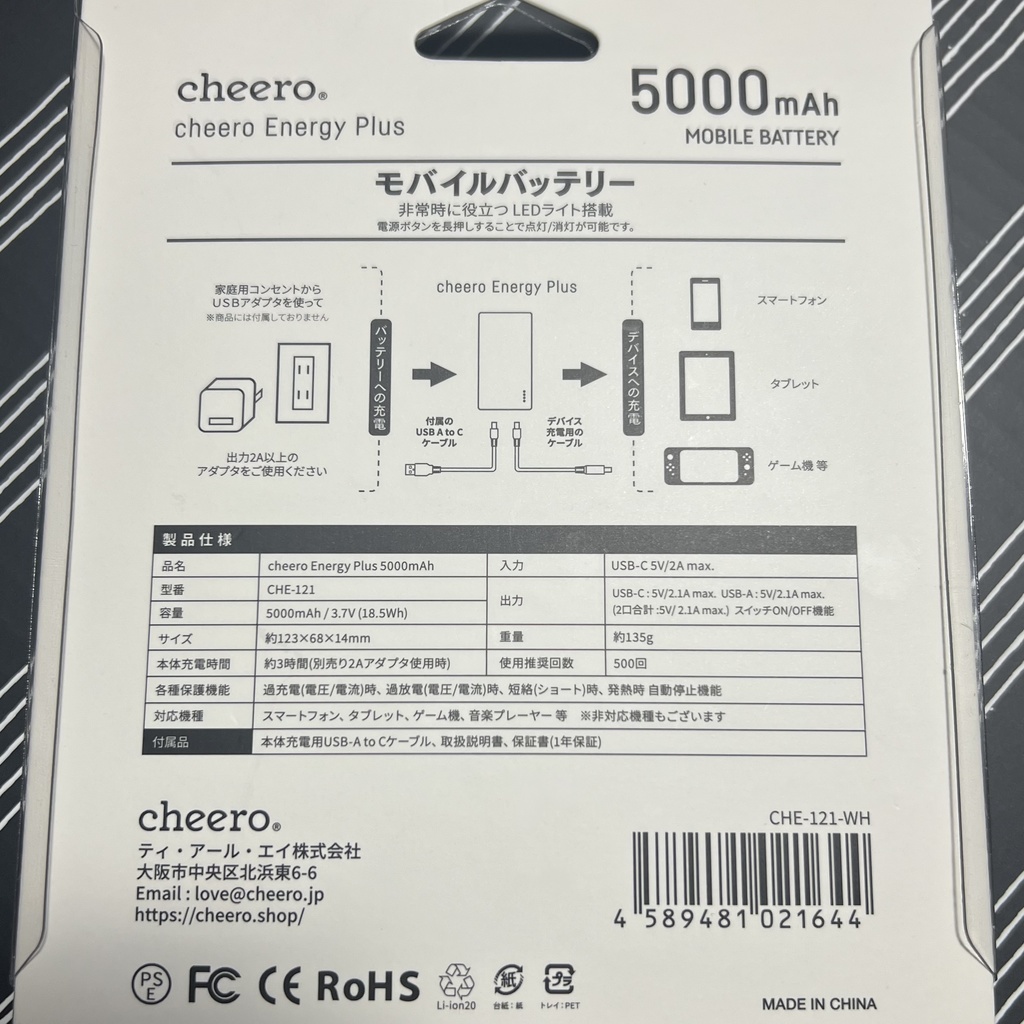 cheero®
cheero Energy Plus
5000mAh
MOBILE BATTERY
モバイルバッテリー
非常時に役立つ LEDライト搭載
電源ボタンを長押しすることで点灯/消灯が可能です。
家庭用コンセントから
USBアダプタを使って
※商品には付属しておりません
出力2A以上の
アダプタをご使用ください
バッテリーへの充電
cheero Energy Plus
付属の
USB A to C
ケーブル
デバイス
充電用の
ケーブル
デバイスへの充電
スマートフォン
タブレット
ゲーム機 等
製品仕様
品名 cheero Energy Plus 5000mAh 入力 USB-C 5V/2A max.
型番 CHE-121
容量 5000mAh / 3.7V (18.5Wh)
出力 USB-C : 5V/2.1A max. USB-A : 5V/2.1A max.
(2口合計 :5V/ 2.1A max.) スイッチON/OFF機能
サイズ 約123×68×14mm 重量 約135g
本体充電時間 約3時間(別売り2Aアダプタ使用時) 使用推奨回数 500回
各種保護機能 過充電(電圧/電流)時、過放電(電圧/電流)時、短絡(ショート)時、発熱時 自動停止機能
対応機種 スマートフォン、タブレット、ゲーム機、音楽プレーヤー 等 ※非対応機種もございます
付属品 本体充電用USB-A to Cケーブル、取扱説明書、保証書(1年保証)
cheero®
ティ・アール・エイ株式会社
大阪市中央区北浜東6-6
Email : love@cheero.jp
https://cheero.shop/
CHE-121-WH
4 589481 021644
PSE FC CE RoHS
Li-ion20
紙
台紙 : 紙
プラ
トレイ : PET
MADE IN CHINA